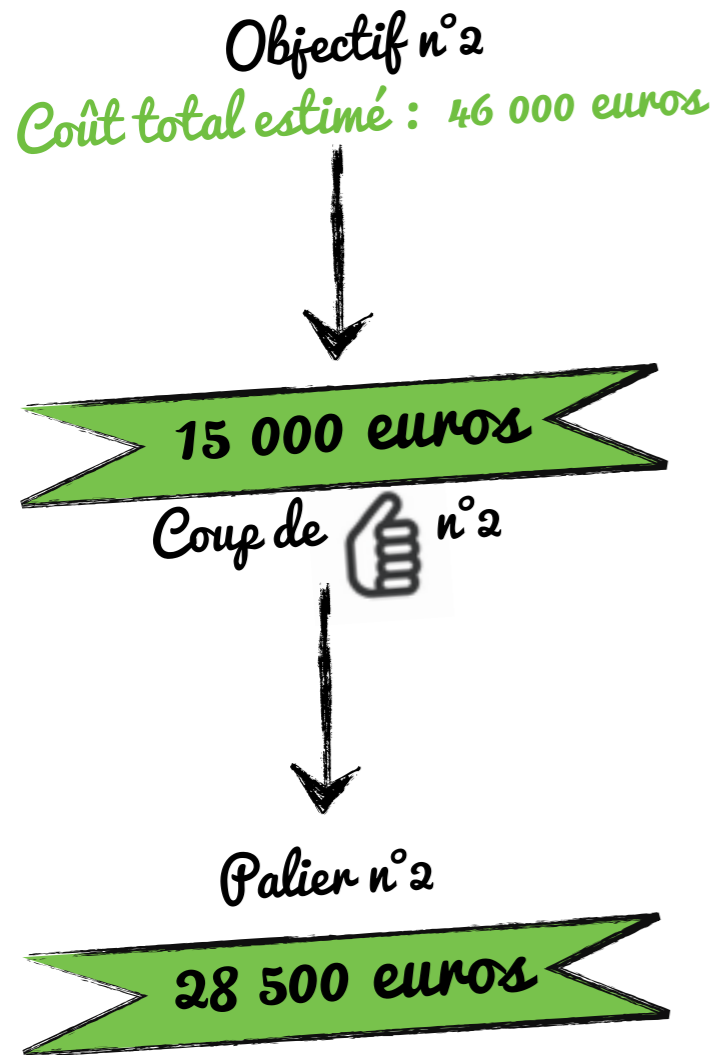 Objectif n°2
Coût total estimé : 46 000 euros
15 000 euros
Coup de n°2
Palier n°2
28 500 euros